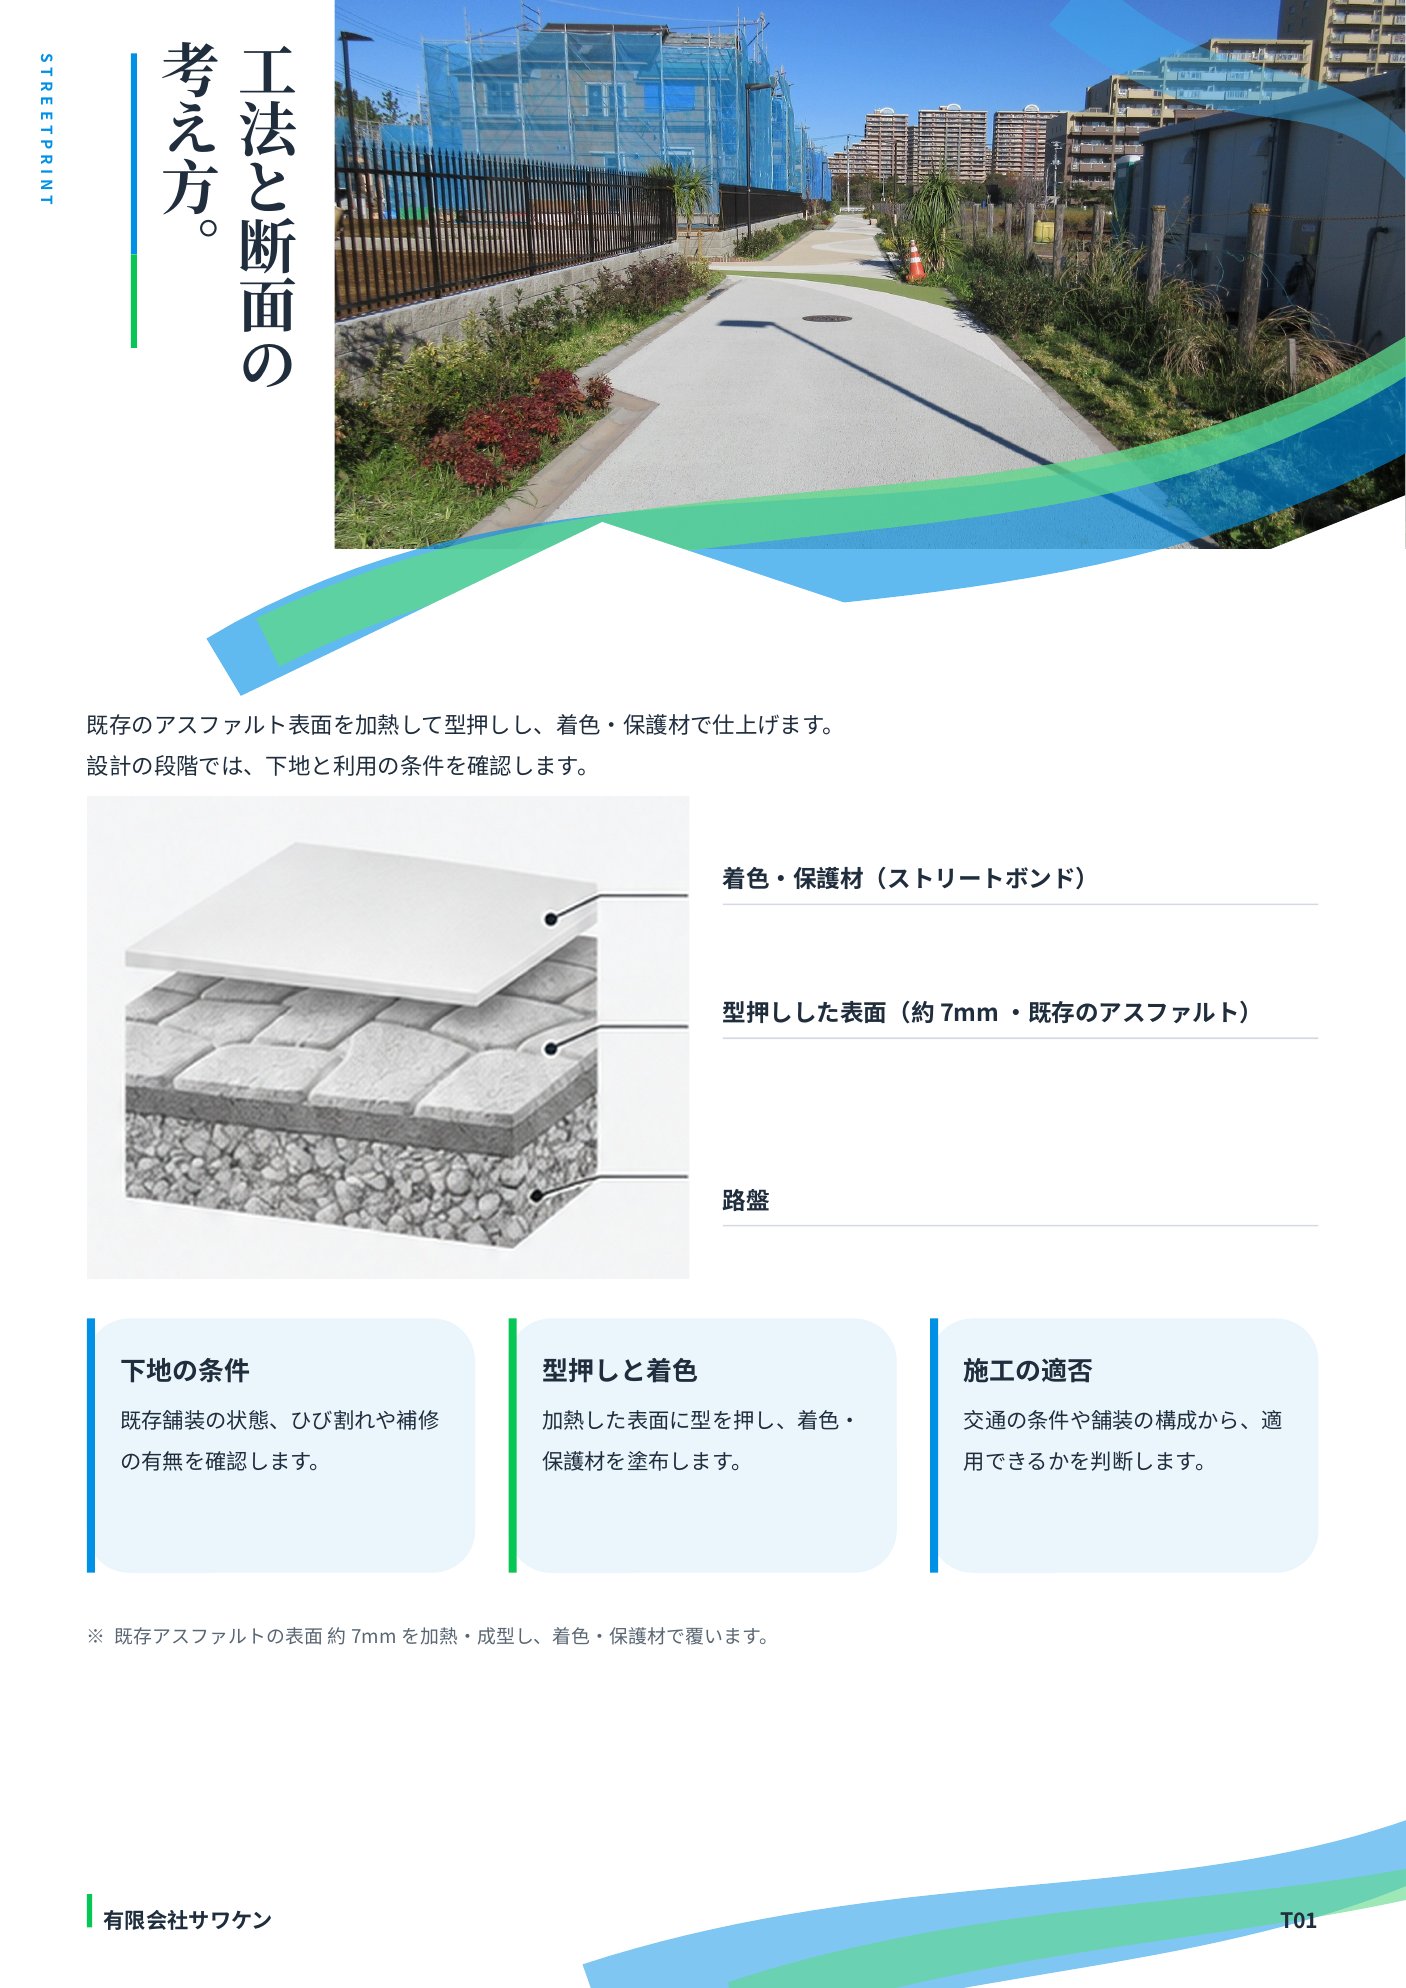 STREETPRINT
工法と断面の
考え方。
既存のアスファルト表面を加熱して型押しし、着色・保護材で仕上げます。
設計の段階では、下地と利用の条件を確認します。
着色・保護材（ストリートボンド）
型押しした表面（約 7mm ・既存のアスファルト）
路盤
下地の条件
既存舗装の状態、ひび割れや補修
の有無を確認します。
型押しと着色
加熱した表面に型を押し、着色・
保護材を塗布します。
施工の適否
交通の条件や舗装の構成から、適
用できるかを判断します。
※ 既存アスファルトの表面 約 7mm を加熱・成型し、着色・保護材で覆います。
有限会社サワケン
T01